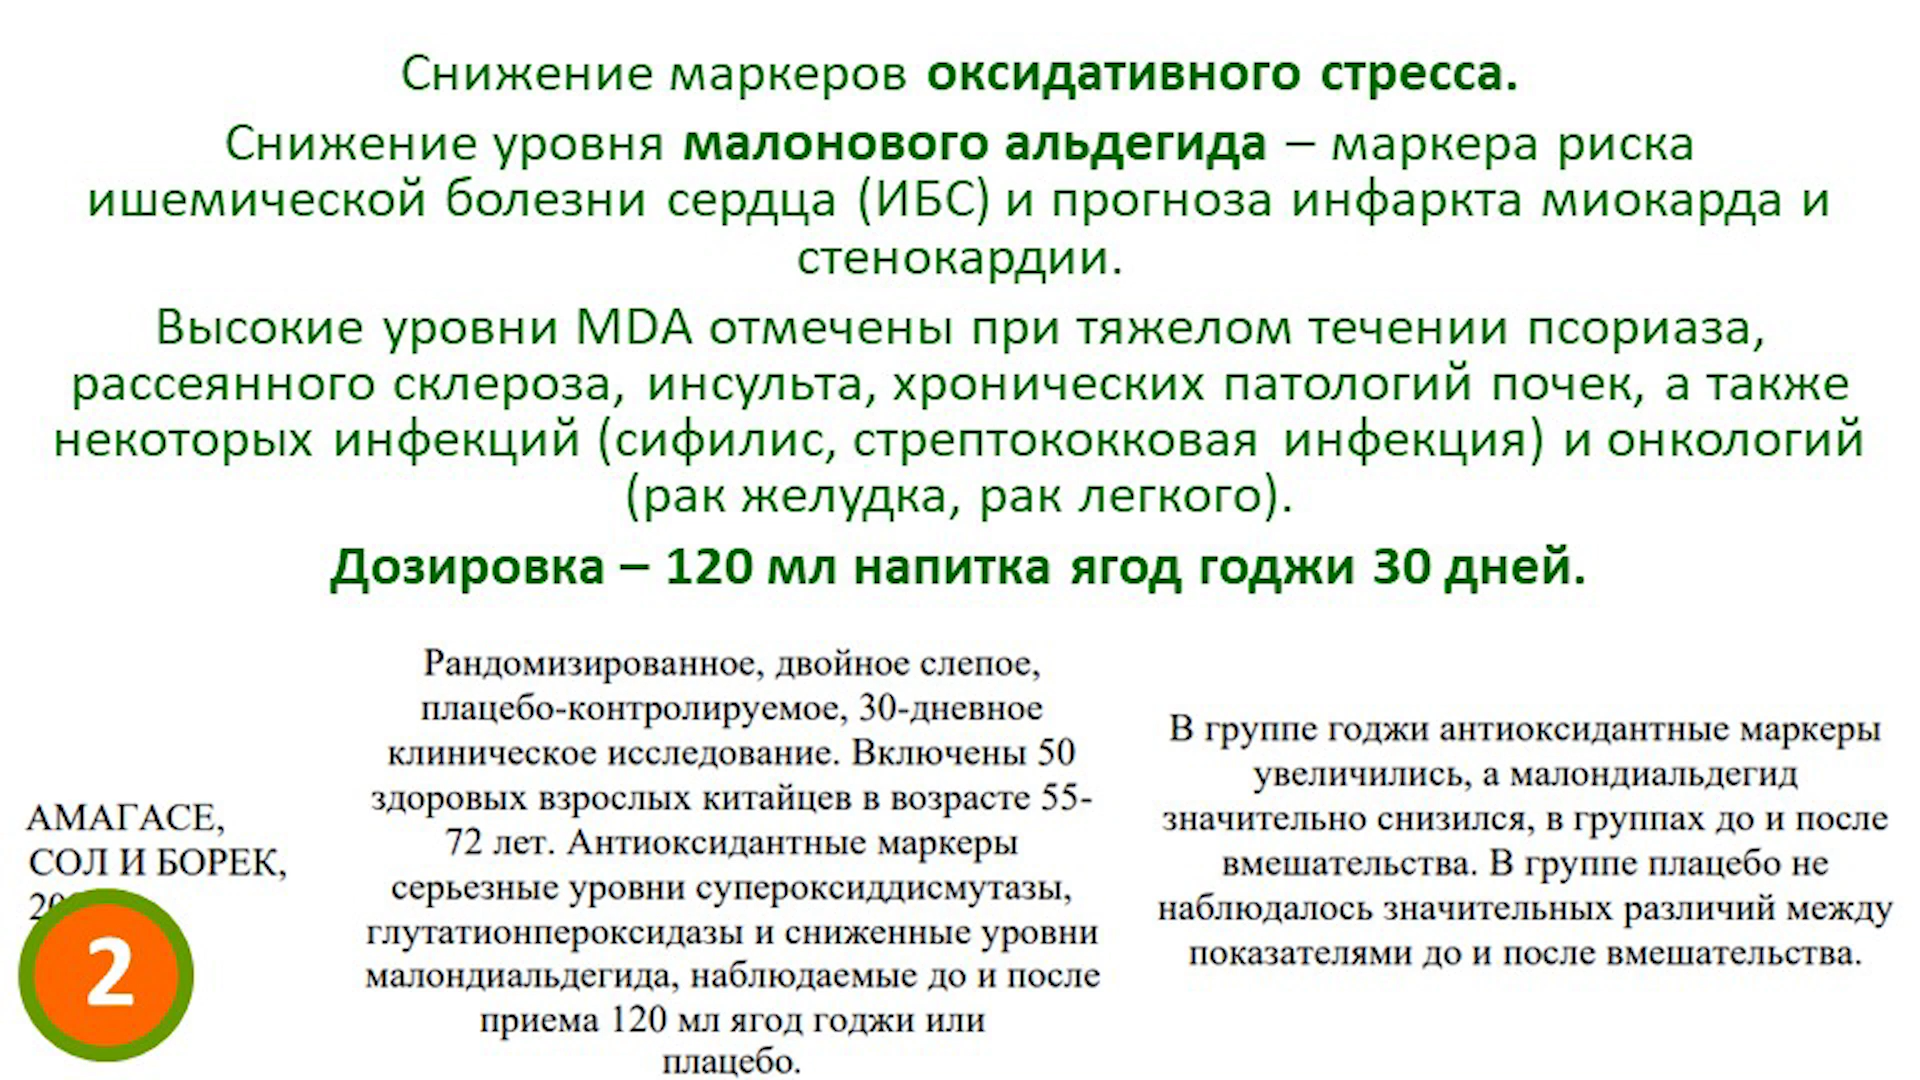 Снижение маркеров оксидативного стресса.
Снижение уровня малонового альдегида – маркера риска
ишемической болезни сердца (ИБС) и прогноза инфаркта миокарда и
стенокардии.
Высокие уровни MDA отмечены при тяжелом течении псориаза,
рассеянного склероза, инсульта, хронических патологий почек, а также
некоторых инфекций (сифилис, стрептококковая инфекция) и онкологий
(рак желудка, рак легкого).
Дозировка – 120 мл напитка ягод годжи 30 дней.
АМАГАСЕ,
СОЛ И БОРЕК,
2
Рандомизированное, двойное слепое,
плацебо-контролируемое, 30-дневное
клиническое исследование. Включены 50
здоровых взрослых китайцев в возрасте 55-
72 лет. Антиоксидантные маркеры
серьезные уровни супероксиддисмутазы,
глутатионпероксидазы и сниженные уровни
малондиальдегида, наблюдаемые до и после
приема 120 мл ягод годжи или
плацебо.
В группе годжи антиоксидантные маркеры
увеличились, а малондиальдегид
значительно снизился, в группах до и после
вмешательства. В группе плацебо не
наблюдалось значительных различий между
показателями до и после вмешательства.